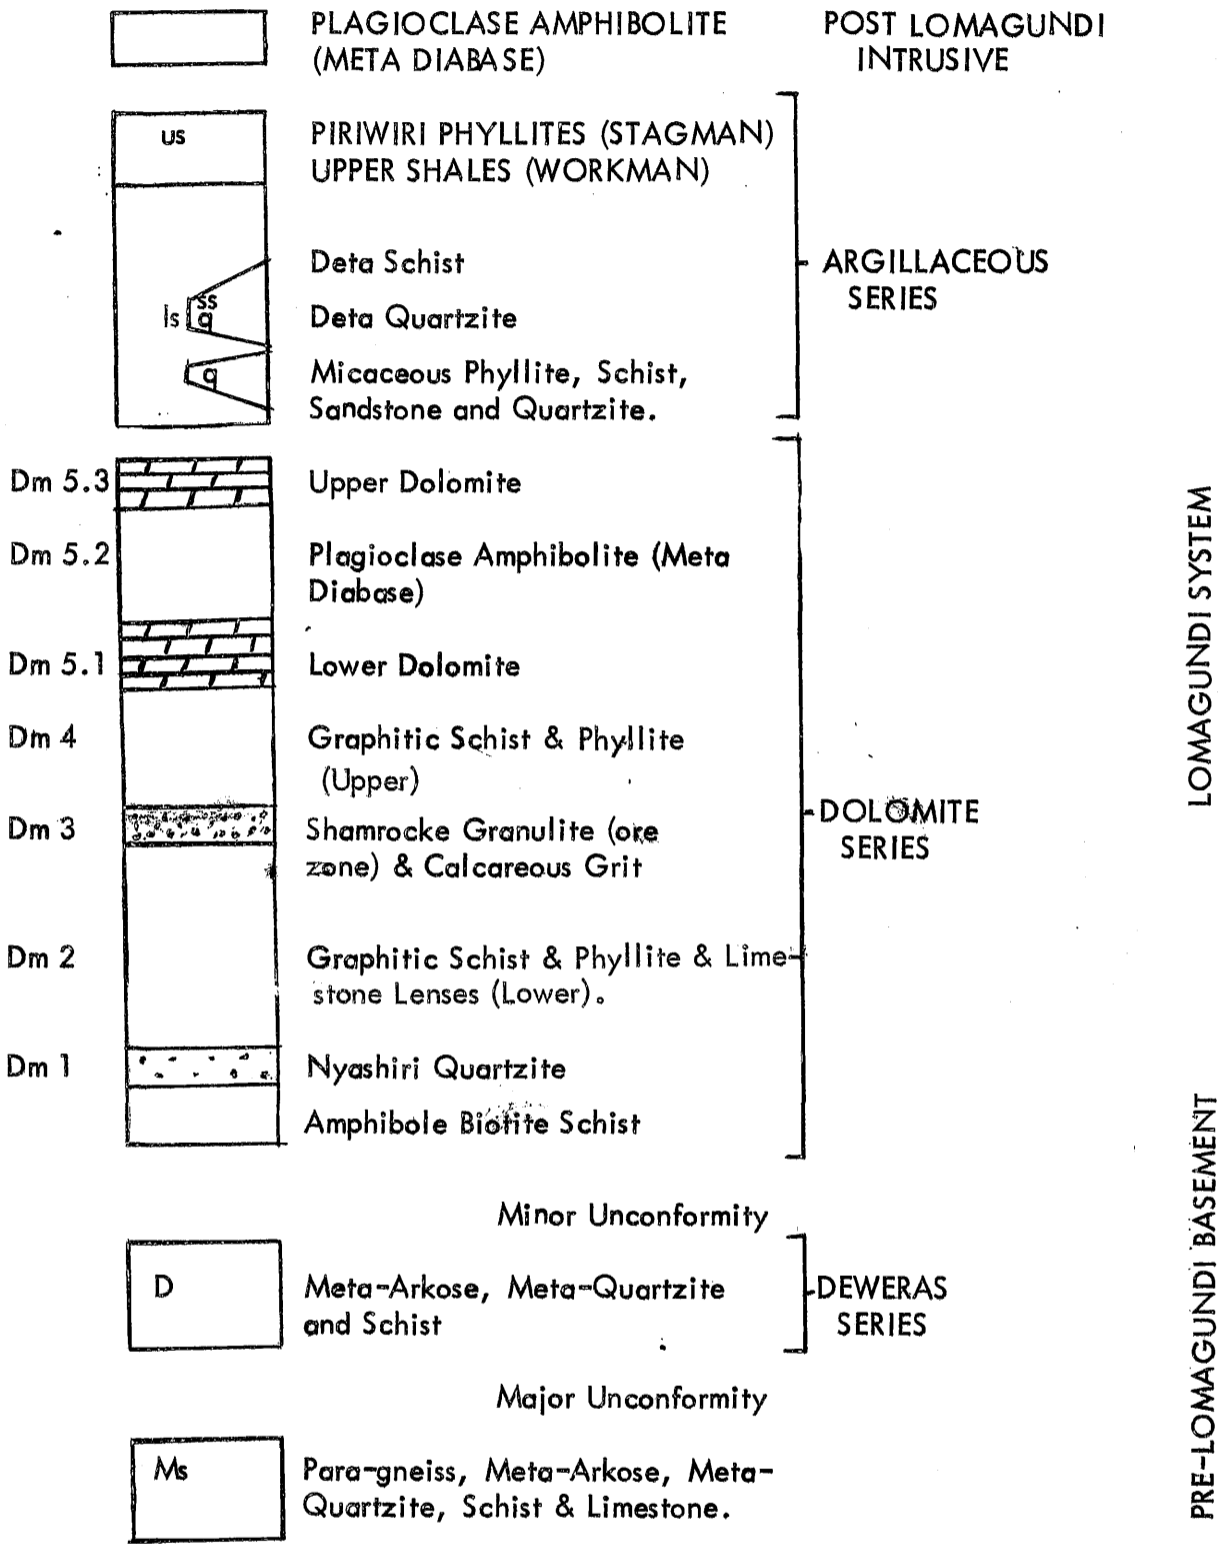 PLAGIOCLASE AMPHIBOLITE
(META DIABASE)
POST LOMAGUNDI
INTRUSIVE
us
PIRIWIRI PHYLLITES (STAGMAN)
UPPER SHALES (WORKMAN)
Deta Schist
ARGILLACEOUS
SERIES
ss
ls
q
Deta Quartzite
q
Micaceous Phyllite, Schist,
Sandstone and Quartzite.
Dm 5.3
Upper Dolomite
Dm 5.2
Plagioclase Amphibolite (Meta
Diabase)
Dm 5.1
Lower Dolomite
Dm 4
Graphitic Schist & Phyllite
(Upper)
Dm 3
Shamrocke Granulite (ore
zone) & Calcareous Grit
DOLOMITE
SERIES
Dm 2
Graphitic Schist & Phyllite & Lime-
stone Lenses (Lower).
Dm 1
Nyashiri Quartzite
Amphibole Biotite Schist
LOMAGUNDI SYSTEM
Minor Unconformity
D
Meta-Arkose, Meta-Quartzite
and Schist
DEWERAS
SERIES
Major Unconformity
Ms
Para-gneiss, Meta-Arkose, Meta-
Quartzite, Schist & Limestone.
PRE-LOMAGUNDI BASEMENT